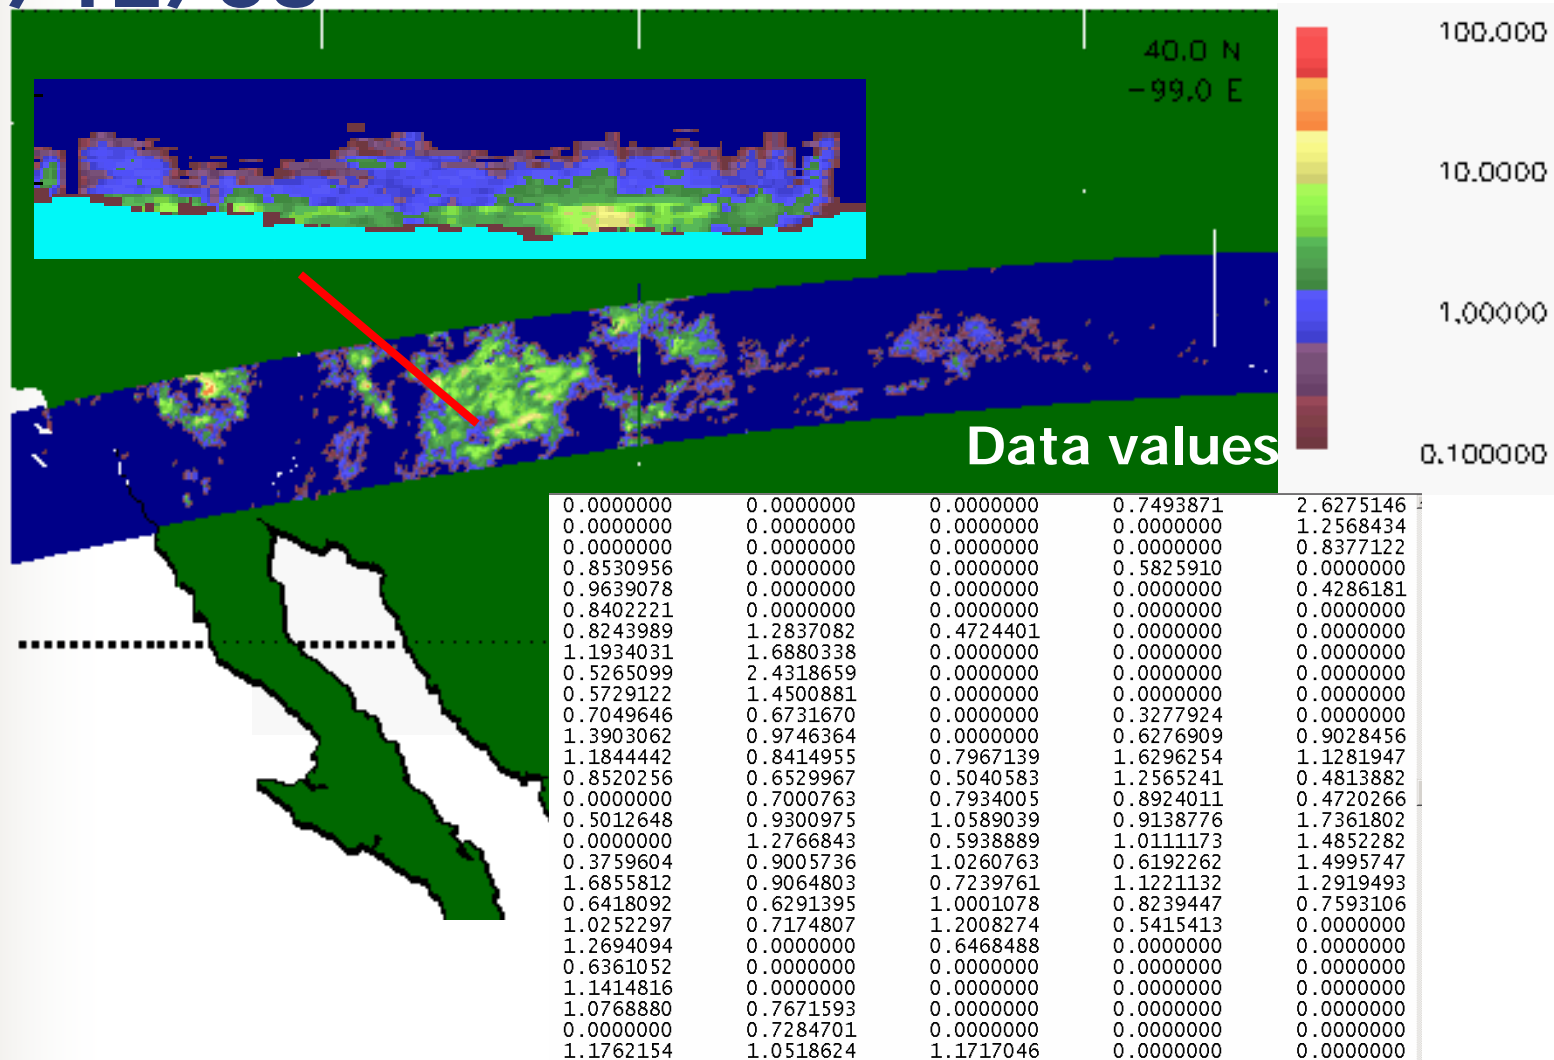 40.0 N
-99.0 E
100.000
10.0000
1.00000
0.100000
Data values
0.0000000 0.0000000 0.0000000 0.7493871 2.6275146
0.0000000 0.0000000 0.0000000 0.0000000 1.2568434
0.0000000 0.0000000 0.0000000 0.0000000 0.8377122
0.8530956 0.0000000 0.0000000 0.5825910 0.0000000
0.9639078 0.0000000 0.0000000 0.0000000 0.4286181
0.8402221 0.0000000 0.0000000 0.0000000 0.0000000
0.8243989 1.2837082 0.4724401 0.0000000 0.0000000
1.1934031 1.6880338 0.0000000 0.0000000 0.0000000
0.5265099 2.4318659 0.0000000 0.0000000 0.0000000
0.5729122 1.4500881 0.0000000 0.0000000 0.0000000
0.7049646 0.6731670 0.0000000 0.3277924 0.0000000
1.3903062 0.9746364 0.0000000 0.6276909 0.9028456
1.1844442 0.8414955 0.7967139 1.6296254 1.1281947
0.8520256 0.6529967 0.5040583 1.2565241 0.4813882
0.0000000 0.7000763 0.7934005 0.8924011 0.4720266
0.5012648 0.9300975 1.0589039 0.9138776 1.7361802
0.0000000 1.2766843 0.5938889 1.0111173 1.4852282
0.3759604 0.9005736 1.0260763 0.6192262 1.4995747
1.6855812 0.9064803 0.7239761 1.1221132 1.2919493
0.6418092 0.6291395 1.0001078 0.8239447 0.7593106
1.0252297 0.7174807 1.2008274 0.5415413 0.0000000
1.2694094 0.0000000 0.6468488 0.0000000 0.0000000
0.6361052 0.0000000 0.0000000 0.0000000 0.0000000
1.1414816 0.0000000 0.0000000 0.0000000 0.0000000
1.0768880 0.7671593 0.0000000 0.0000000 0.0000000
0.0000000 0.7284701 0.0000000 0.0000000 0.0000000
1.1762154 1.0518624 1.1717046 0.0000000 0.0000000